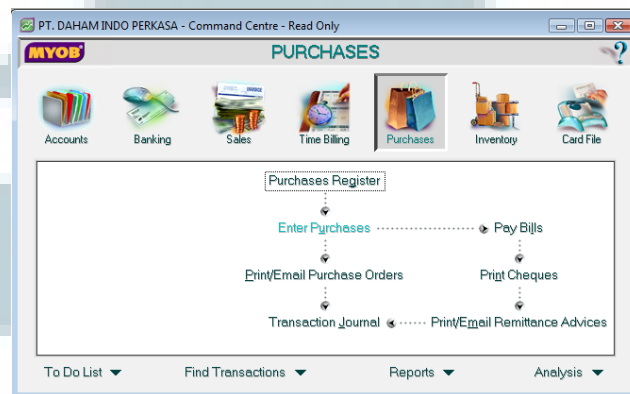 PT. DAHAM INDO PERKASA - Command Centre - Read Only
MYOB PURCHASES ?
Accounts Banking Sales Time Billing Purchases Inventory Card File
Purchases Register
Enter Purchases Pay Bills
Print/Email Purchase Orders Print Cheques
Transaction Journal Print/Email Remittance Advices
To Do List Find Transactions Reports Analysis